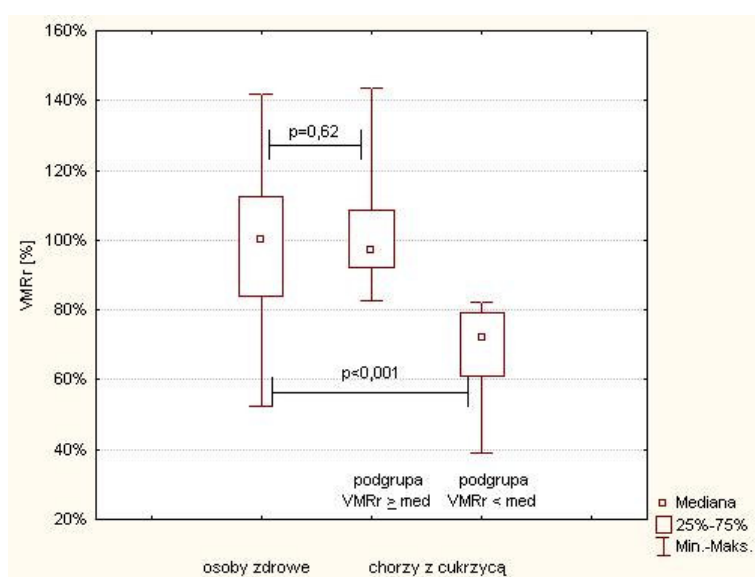 160%
140%
120%
100%
80%
60%
40%
20%
VMRr [%]
p=0,62
p<0,001
podgrupa
VMRr ≥ med
podgrupa
VMRr < med
osoby zdrowe
chorzy z cukrzycą
Mediana
25%-75%
Min.-Maks.